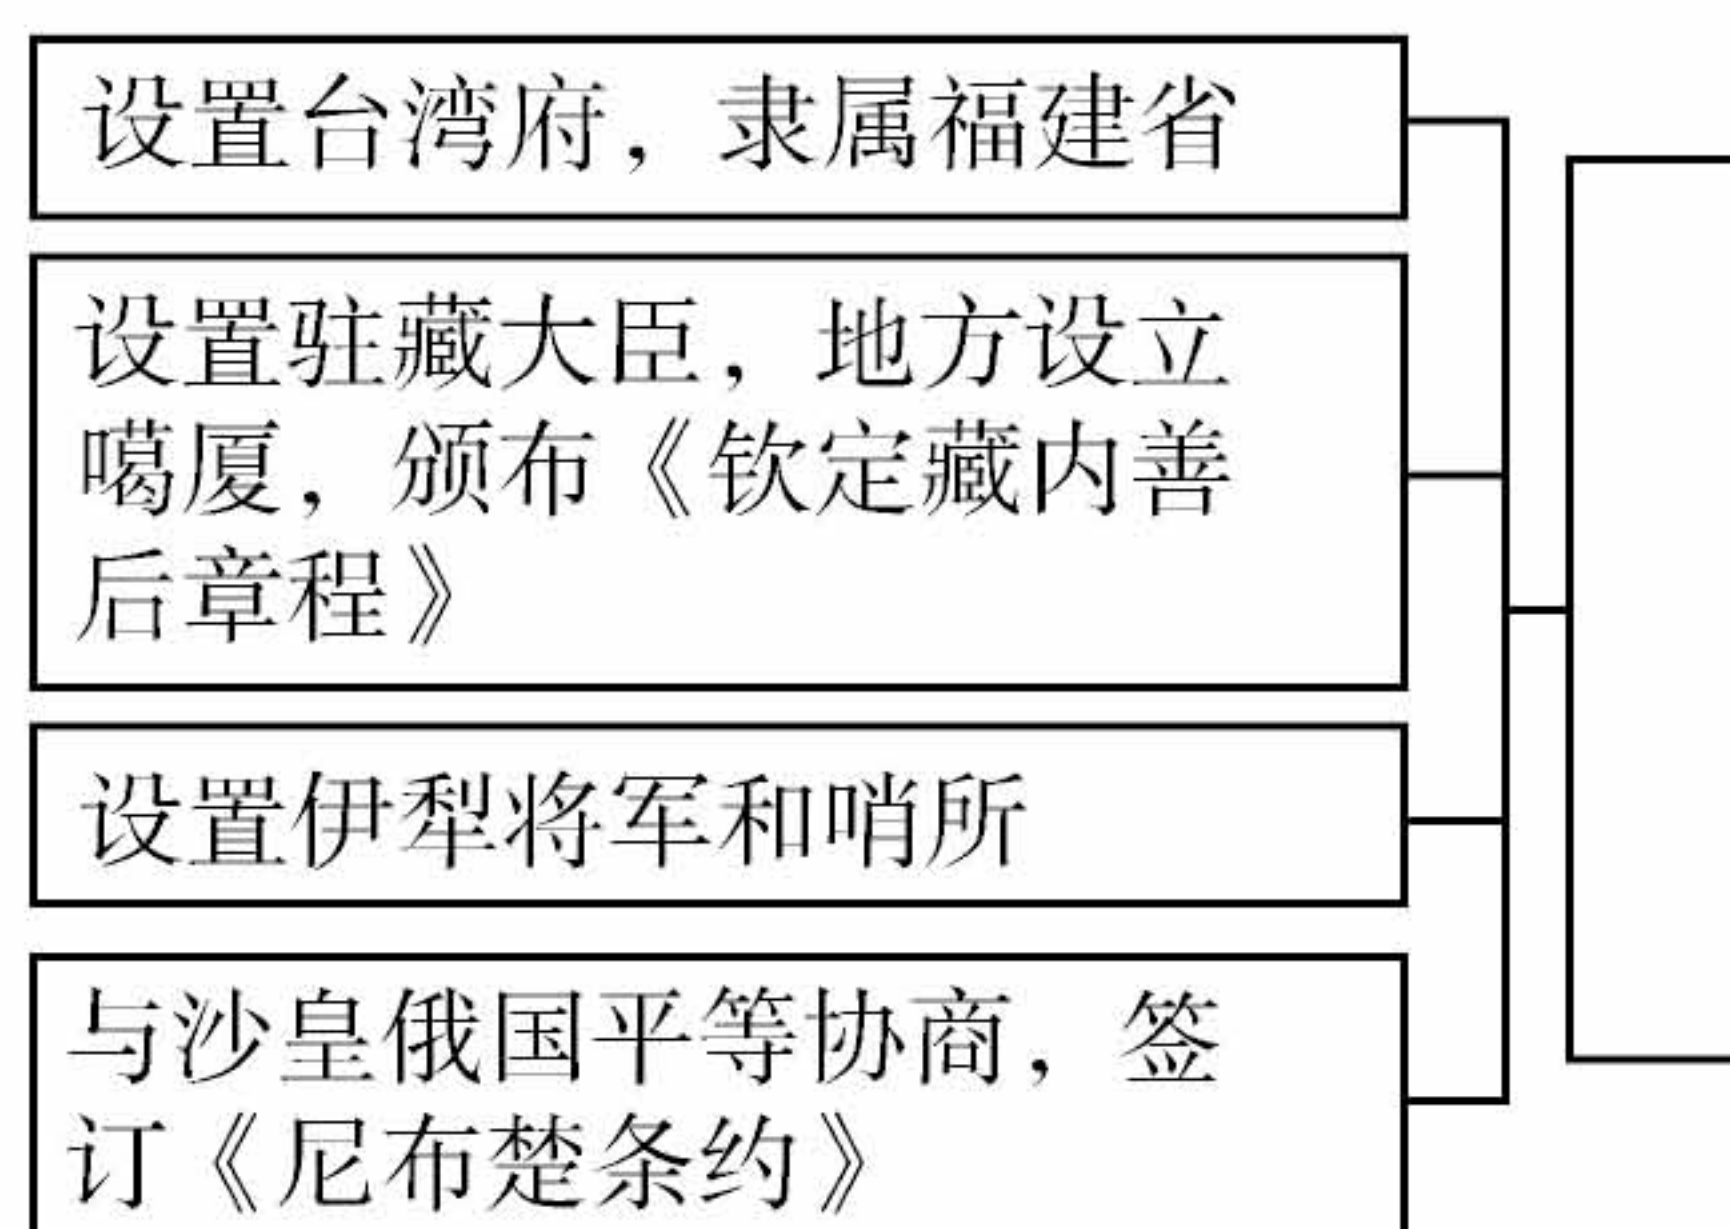 设置台湾府，隶属福建省
设置驻藏大臣，地方设立
噶厦，颁布《钦定藏内善
后章程》
设置伊犁将军和哨所
与沙皇俄国平等协商，签
订《尼布楚条约》